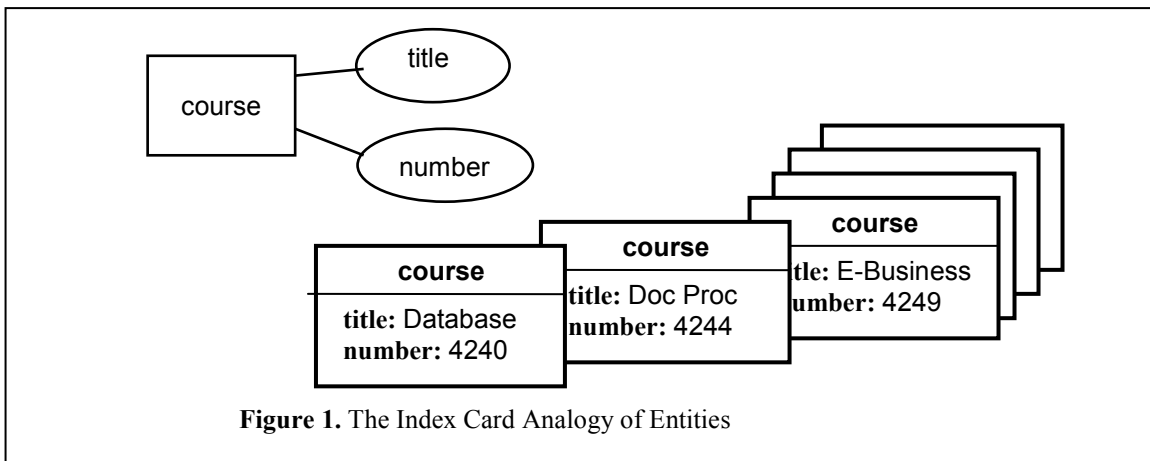 title
course
number
course
title: Database
number: 4240
course
title: Doc Proc
number: 4244
course
tle: E-Business
umber: 4249
Figure 1. The Index Card Analogy of Entities